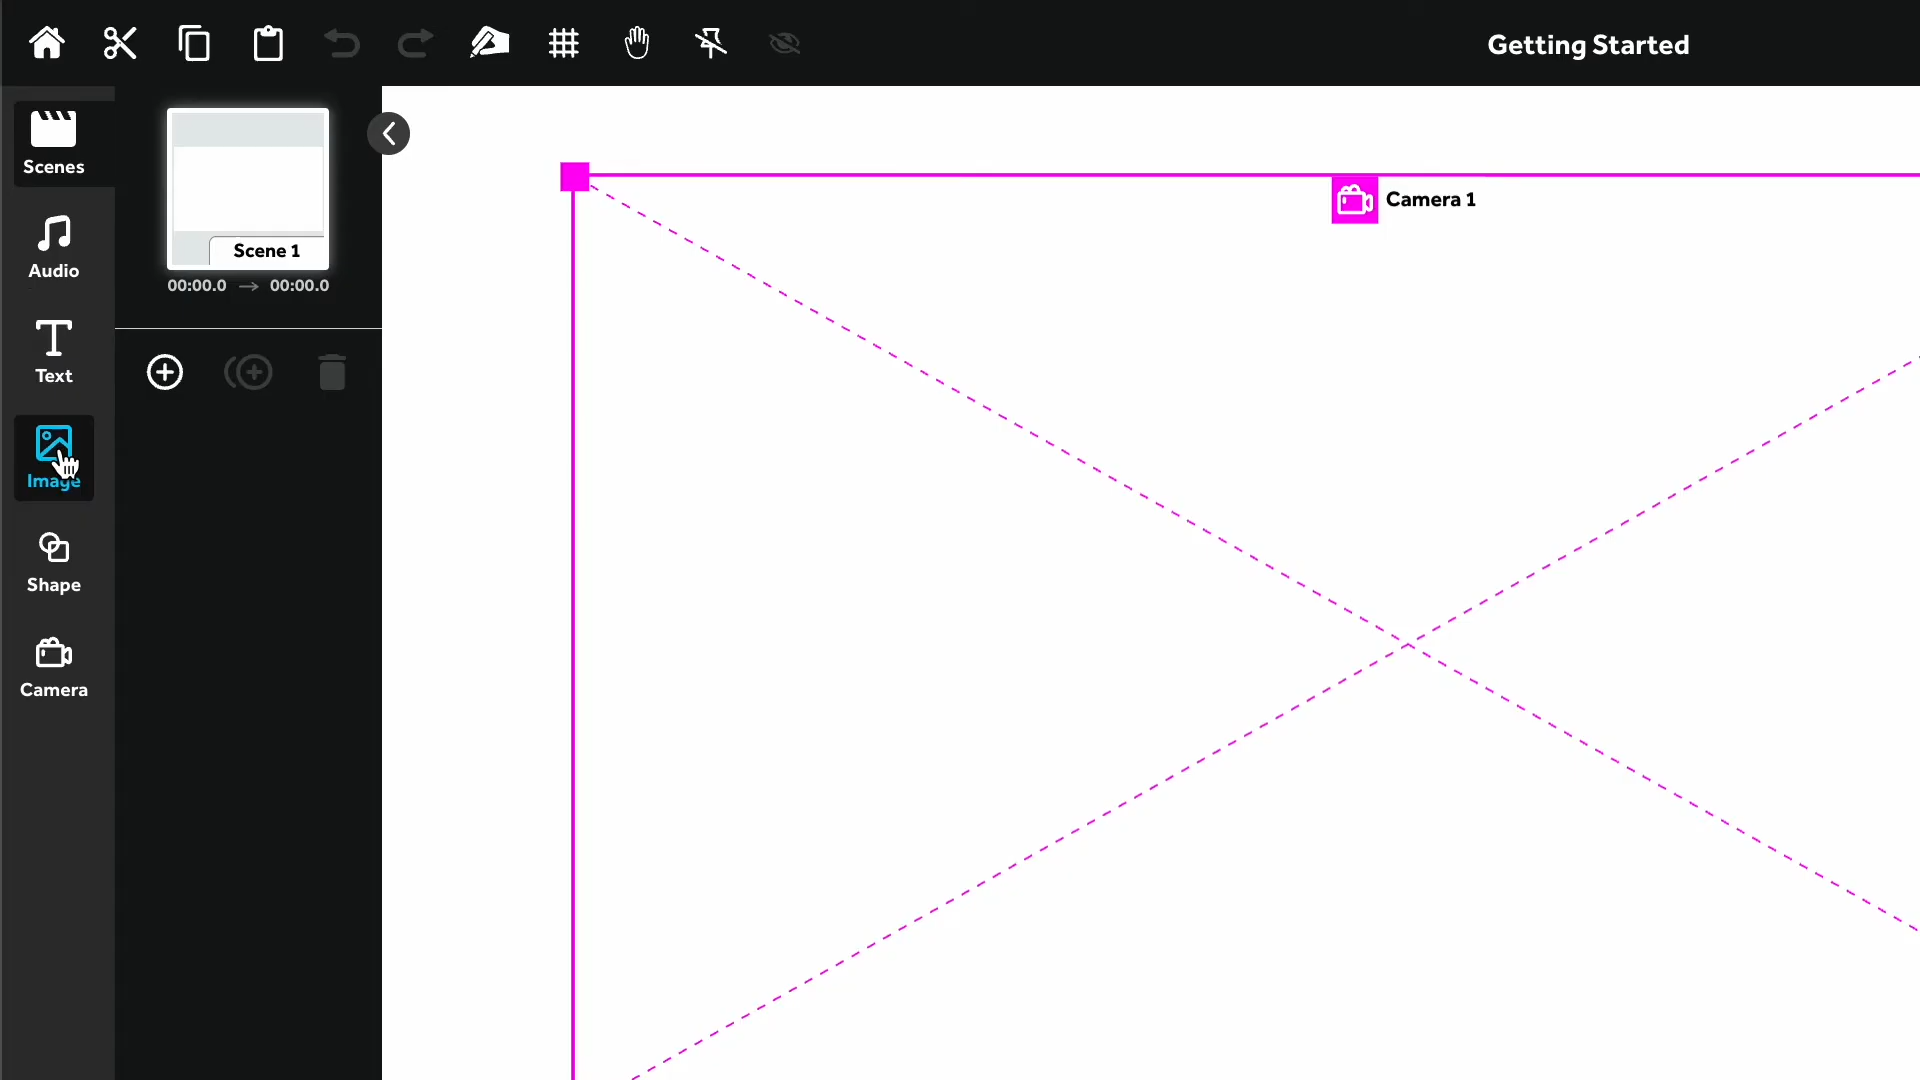 Getting Started
Scenes
Audio
Text
Image
Shape
Camera
Scene 1
00:00.0 → 00:00.0
Camera 1